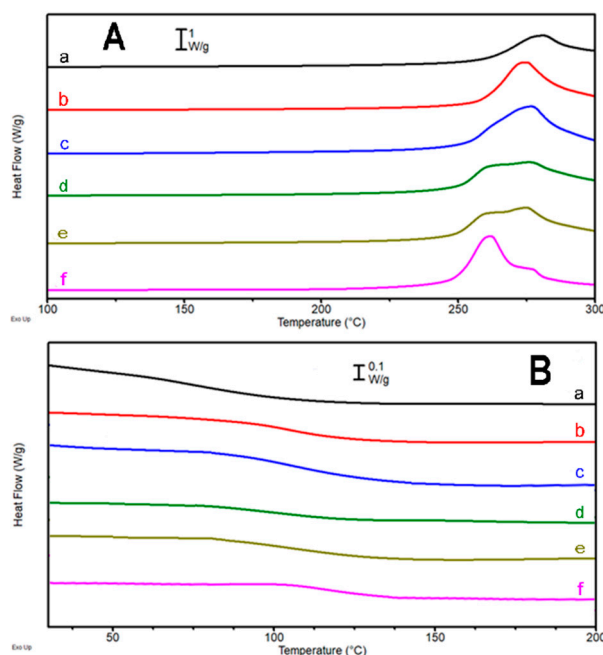 A
1
W/g
a
b
c
d
e
f
Heat Flow (W/g)
100 150 200 250 300
Exo Up
Temperature (°C)
B
0.1
W/g
a
b
c
d
e
f
Heat Flow (W/g)
50 100 150 200
Exo Up
Temperature (°C)